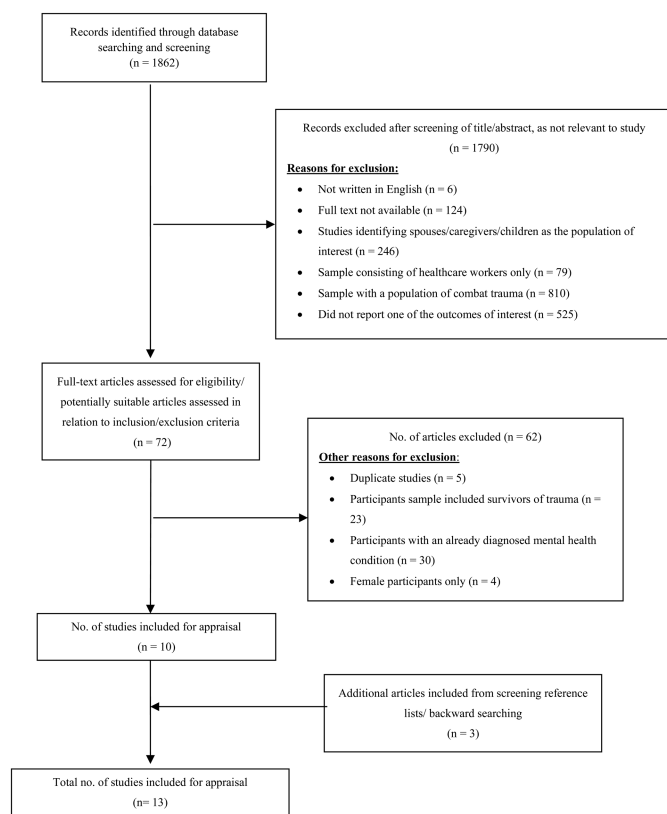 Records identified through database
searching and screening
(n = 1862)
Records excluded after screening of title/abstract, as not relevant to study
(n = 1790)
Reasons for exclusion:
• Not written in English (n = 6)
• Full text not available (n = 124)
• Studies identifying spouses/caregivers/children as the population of
interest (n = 246)
• Sample consisting of healthcare workers only (n = 79)
• Sample with a population of combat trauma (n = 810)
• Did not report one of the outcomes of interest (n = 525)
Full-text articles assessed for eligibility/
potentially suitable articles assessed in
relation to inclusion/exclusion criteria
(n = 72)
No. of articles excluded (n = 62)
Other reasons for exclusion:
• Duplicate studies (n = 5)
• Participants sample included survivors of trauma (n =
23)
• Participants with an already diagnosed mental health
condition (n = 30)
• Female participants only (n = 4)
No. of studies included for appraisal
(n = 10)
Additional articles included from screening reference
lists/ backward searching
(n = 3)
Total no. of studies included for appraisal
(n= 13)